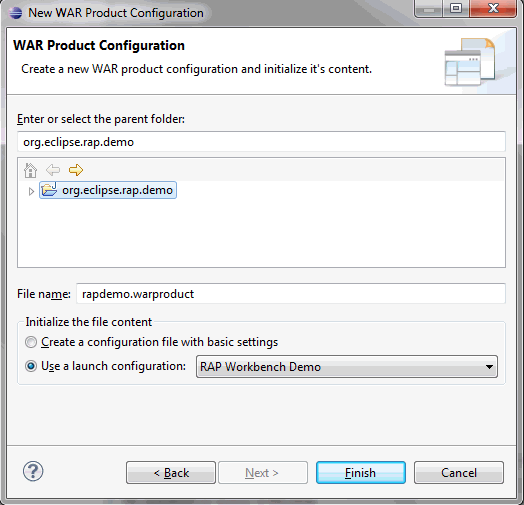 New WAR Product Configuration
WAR Product Configuration
Create a new WAR product configuration and initialize it's content.
Enter or select the parent folder:
org.eclipse.rap.demo
org.eclipse.rap.demo
File name: rapdemo.warproduct
Initialize the file content
Create a configuration file with basic settings
Use a launch configuration: RAP Workbench Demo
? < Back Next > Finish Cancel